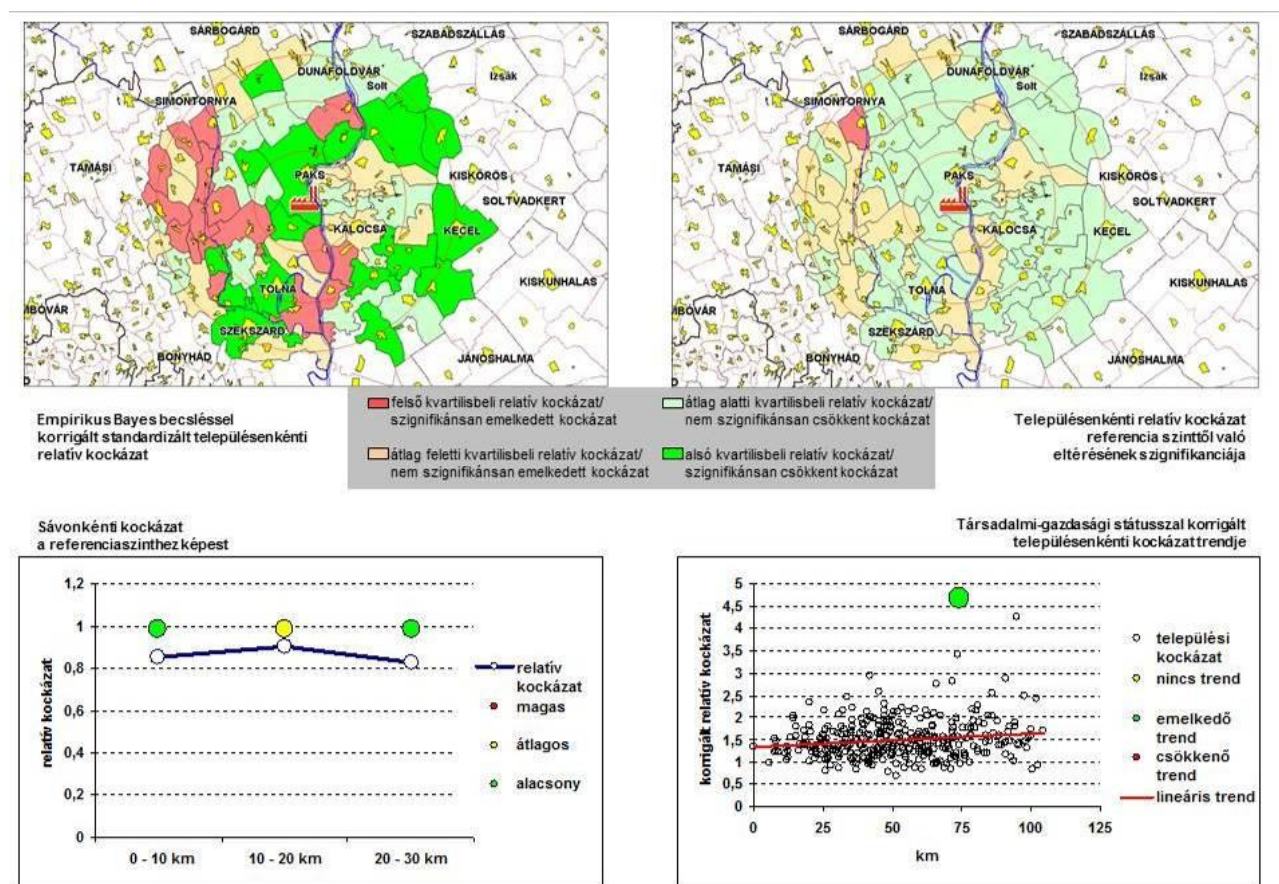 SÁRBOGÁRD
SZABADSZÁLLÁS
DUNAFÖLDVÁR
Solt
Izsák
SIMONTORNYA
TAMÁSI
PAKS
KISKŐRÖS
SOLTVADKERT
KALOCSA
KECEL
TOLNA
KISKUNHALAS
MBÓVÁR
SZEKSZÁRD
BONYHÁD
JÁNOSHALMA
SÁRBOGÁRD
SZABADSZÁLLÁS
DUNAFÖLDVÁR
Solt
Izsák
SIMONTORNYA
TAMÁSI
PAKS
KISKŐRÖS
SOLTVADKERT
KALOCSA
KECEL
TOLNA
KISKUNHALAS
MBÓVÁR
SZEKSZÁRD
BONYHÁD
JÁNOSHALMA
Empirikus Bayes becsléssel
korrigált standardizált településenkénti
relatív kockázat
felső kvartilisbeli relatív kockázat/
szignifikánsan emelkedett kockázat
átlag feletti kvartilisbeli relatív kockázat/
nem szignifikánsan emelkedett kockázat
átlag alatti kvartilisbeli relatív kockázat/
nem szignifikánsan csökkent kockázat
alsó kvartilisbeli relatív kockázat/
szignifikánsan csökkent kockázat
Településenkénti relatív kockázat
referencia szinttől való
eltérésének szignifikanciája
Sávonkénti kockázat
a referenciaszinthez képest
1,2
1
0,8
0,6
0,4
0,2
0
relatív kockázat
0 - 10 km 10 - 20 km 20 - 30 km
relatív
kockázat
magas
átlagos
alacsony
Társadalmi-gazdasági státusszal korrigált
településenkénti kockázat trendje
5
4,5
4
3,5
3
2,5
2
1,5
1
0,5
0
korrigált relatív kockázat
0 25 50 75 100 125
km
települési
kockázat
nincs trend
emelkedő
trend
csökkenő
trend
lineáris trend